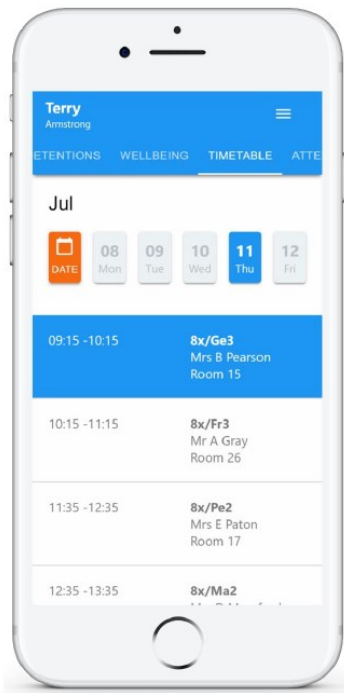 Terry
Armstrong
ETENTIONS WELLBEING TIMETABLE ATTE
Jul
DATE 08 Mon 09 Tue 10 Wed 11 Thu 12 Fri
09:15 -10:15 8x/Ge3
Mrs B Pearson
Room 15
10:15 -11:15 8x/Fr3
Mr A Gray
Room 26
11:35 -12:35 8x/Pe2
Mrs E Paton
Room 17
12:35 -13:35 8x/Ma2